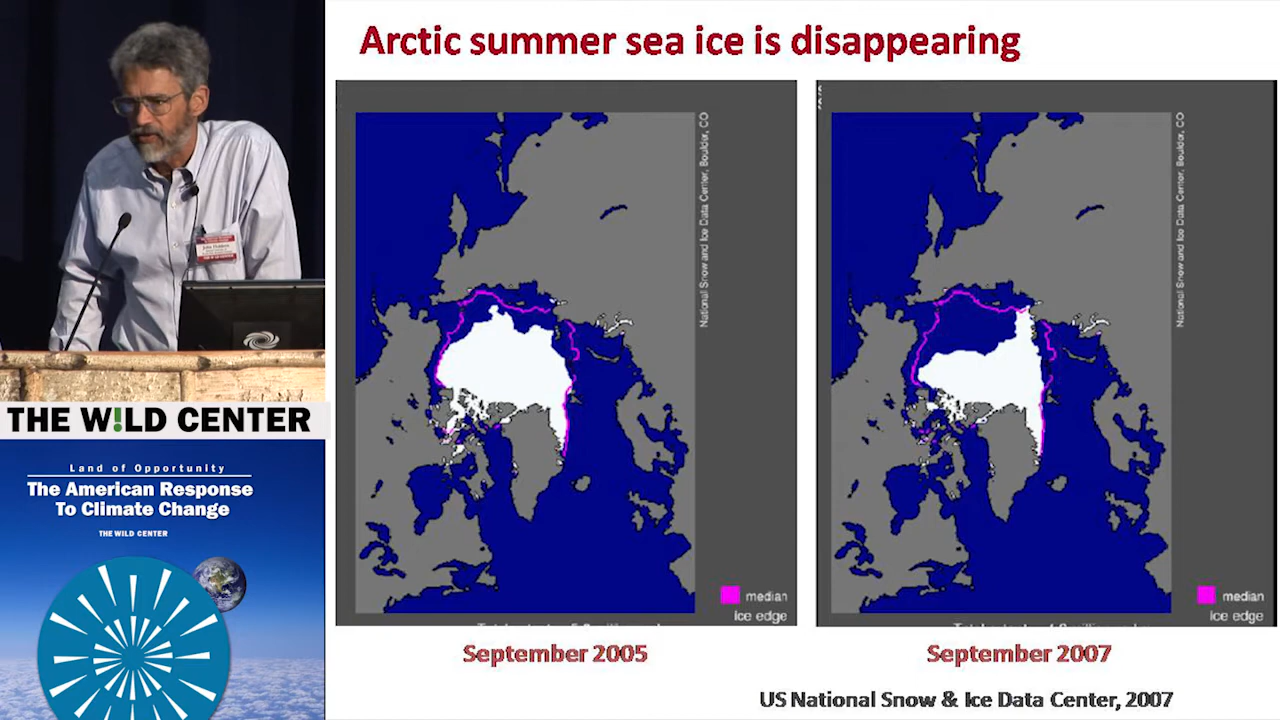 Arctic summer sea ice is disappearing
National Snow and Ice Data Center, Boulder, CO
median
ice edge
National Snow and Ice Data Center, Boulder, CO
median
ice edge
September 2005
September 2007
US National Snow & Ice Data Center, 2007
John Holdren
THE W!LD CENTER
Land of Opportunity
The American Response
To Climate Change
THE WILD CENTER